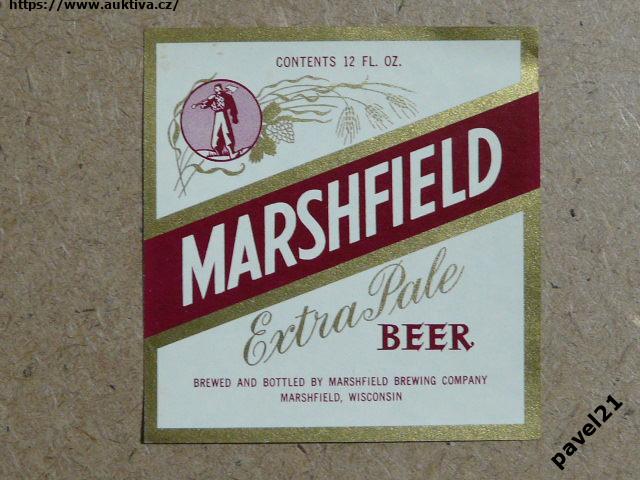 https://www.auktiva.cz/
CONTENTS 12 FL. OZ.
MARSHFIELD
Extra Pale
BEER
BREWED AND BOTTLED BY MARSHFIELD BREWING COMPANY
MARSHFIELD, WISCONSIN
pavel21